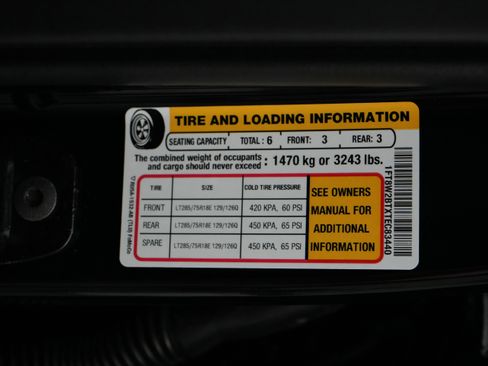 TIRE AND LOADING INFORMATION
SEATING CAPACITY TOTAL : 6 FRONT: 3 REAR: 3
The combined weight of occupants
and cargo should never exceed : 1470 kg or 3243 lbs.
TIRE SIZE COLD TIRE PRESSURE
FRONT LT285/75R18E 129/126Q 420 KPA, 60 PSI
REAR LT285/75R18E 129/126Q 450 KPA, 65 PSI
SPARE LT285/75R18E 129/126Q 450 KPA, 65 PSI
SEE OWNERS
MANUAL FOR
ADDITIONAL
INFORMATION
1FT8W2BTX1EC83440